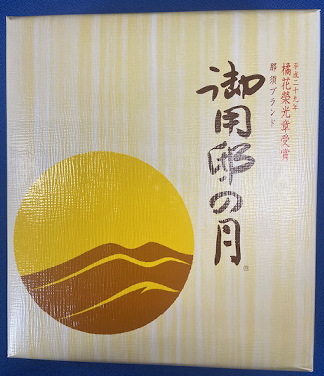 平成二十九年
橘花榮光章受賞
那須ブランド
御用邸の月